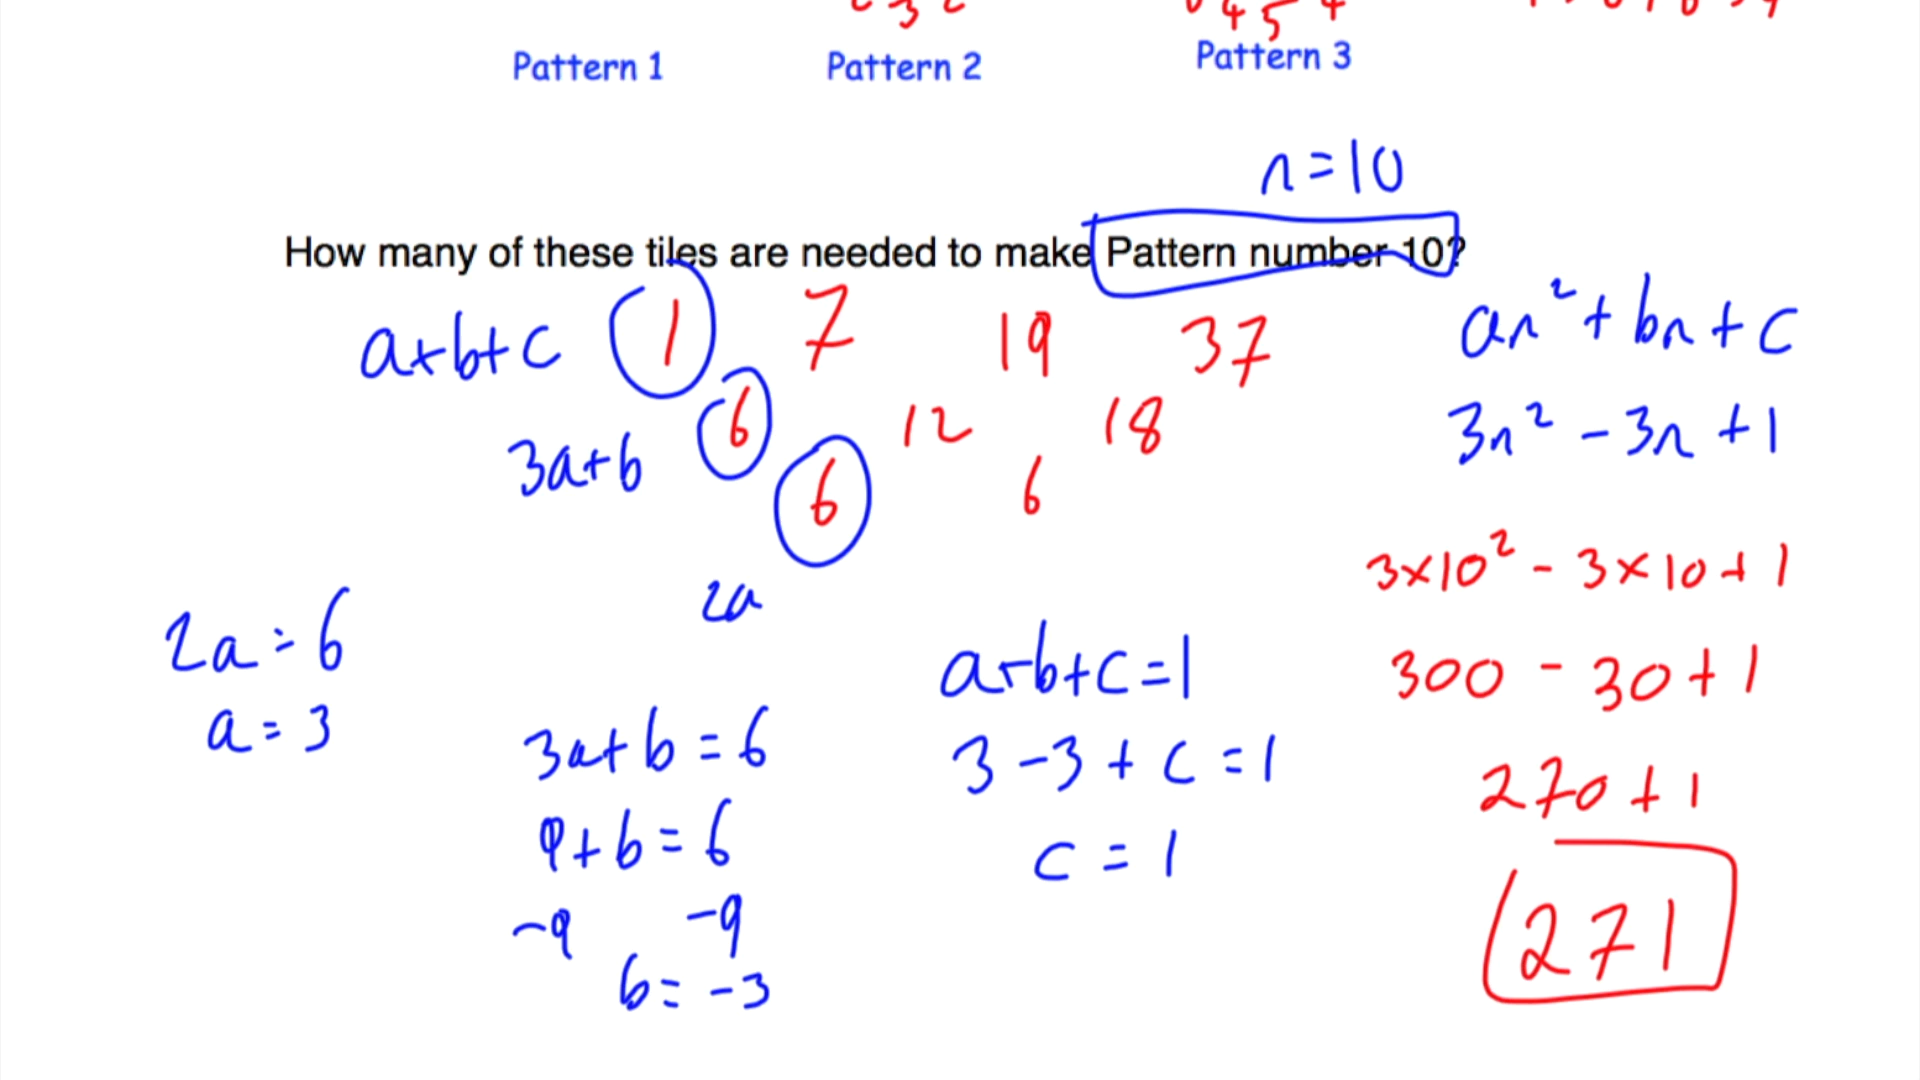 Pattern 1 Pattern 2 Pattern 3
n=10
How many of these tiles are needed to make Pattern number 10?
a+b+c 1 7 19 37 an²+bn+c
3a+b 6 12 18 3n²-3n+1
6 6
2a
3×10²-3×10+1
2a=6
a=3
3a+b=6
9+b=6
-9 -9
b=-3
a+b+c=1
3-3+c=1
c=1
300-30+1
270+1
271